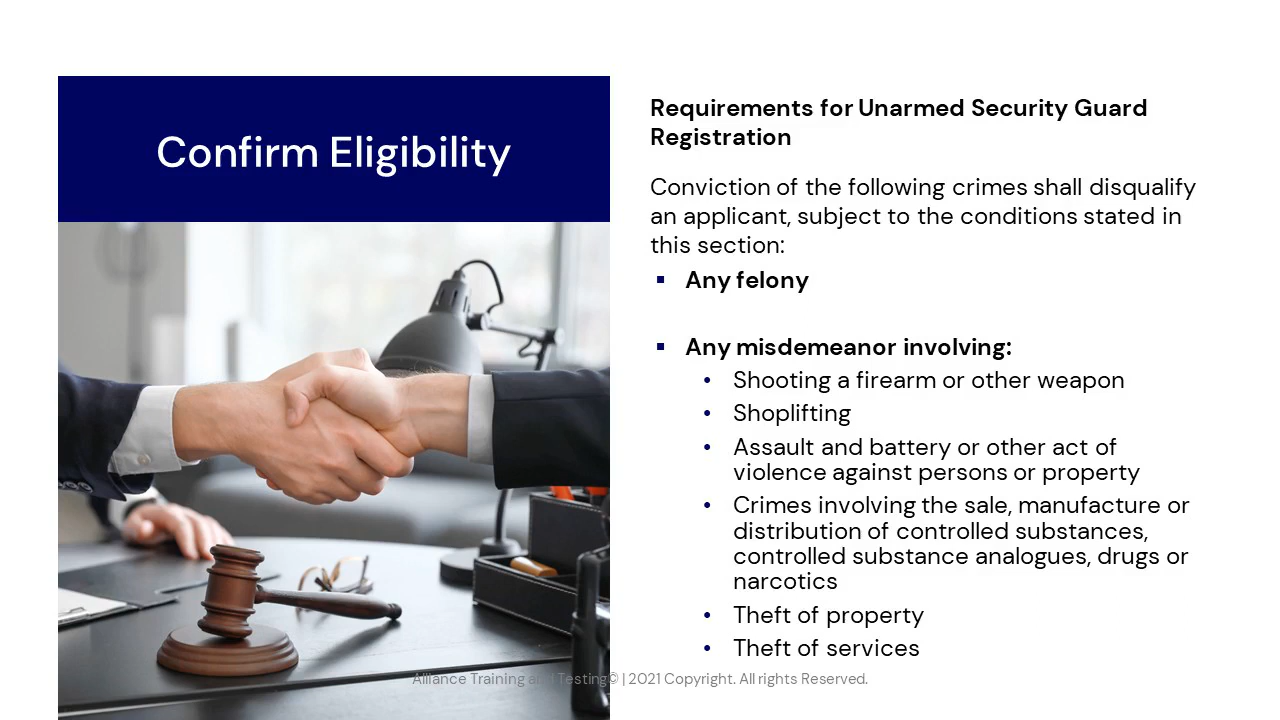 Confirm Eligibility
Requirements for Unarmed Security Guard
Registration
Conviction of the following crimes shall disqualify
an applicant, subject to the conditions stated in
this section:
▪ Any felony
▪ Any misdemeanor involving:
• Shooting a firearm or other weapon
• Shoplifting
• Assault and battery or other act of
violence against persons or property
• Crimes involving the sale, manufacture or
distribution of controlled substances,
controlled substance analogues, drugs or
narcotics
• Theft of property
• Theft of services
Alliance Training and Testing© | 2021 Copyright. All rights Reserved.